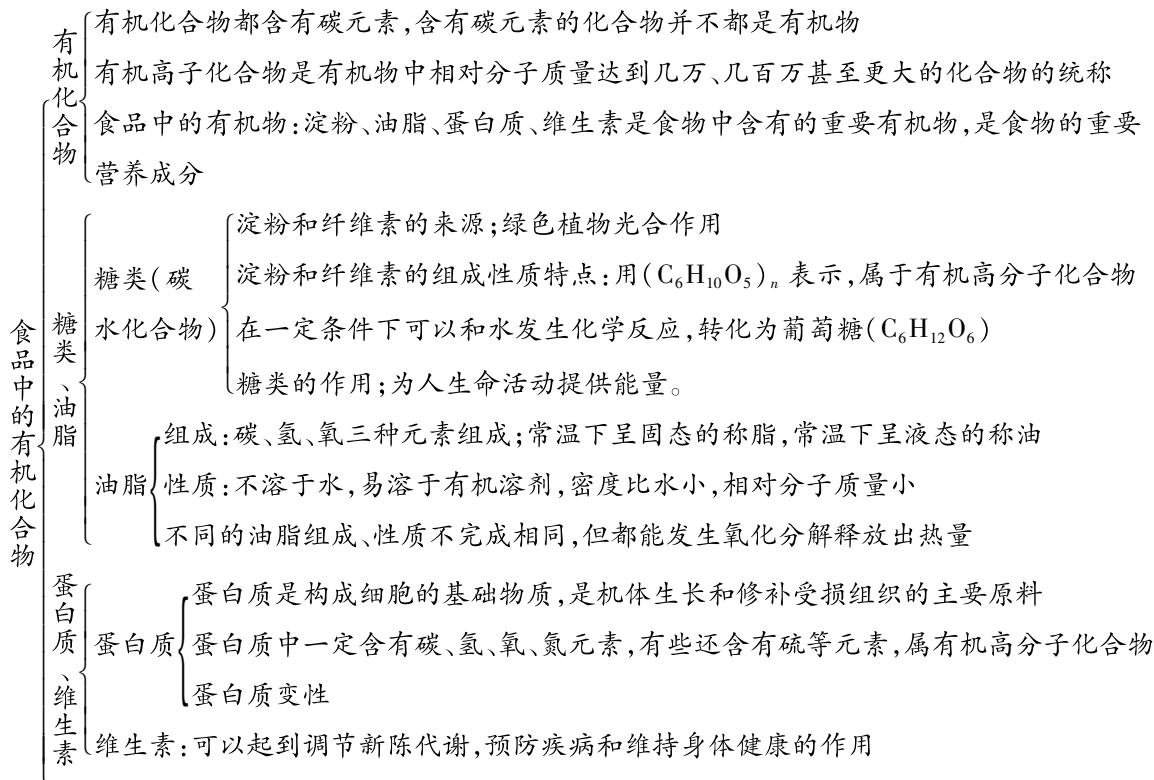 食品中的有机化合物
有机化合物
有机化合物都含有碳元素,含有碳元素的化合物并不都是有机物
有机高子化合物是有机物中相对分子质量达到几万、几百万甚至更大的化合物的统称
食品中的有机物:淀粉、油脂、蛋白质、维生素是食物中含有的重要有机物,是食物的重要
营养成分
糖类、油脂
糖类(碳
水化合物)
淀粉和纤维素的来源;绿色植物光合作用
淀粉和纤维素的组成性质特点:用(C₆H₁₀O₅)ₙ 表示,属于有机高分子化合物
在一定条件下可以和水发生化学反应,转化为葡萄糖(C₆H₁₂O₆)
糖类的作用;为人生命活动提供能量。
油脂
组成:碳、氢、氧三种元素组成;常温下呈固态的称脂,常温下呈液态的称油
性质:不溶于水,易溶于有机溶剂,密度比水小,相对分子质量小
不同的油脂组成、性质不完成相同,但都能发生氧化分解释放出热量
蛋白质、维生素
蛋白质
蛋白质是构成细胞的基础物质,是机体生长和修补受损组织的主要原料
蛋白质中一定含有碳、氢、氧、氮元素,有些还含有硫等元素,属有机高分子化合物
蛋白质变性
维生素:可以起到调节新陈代谢,预防疾病和维持身体健康的作用